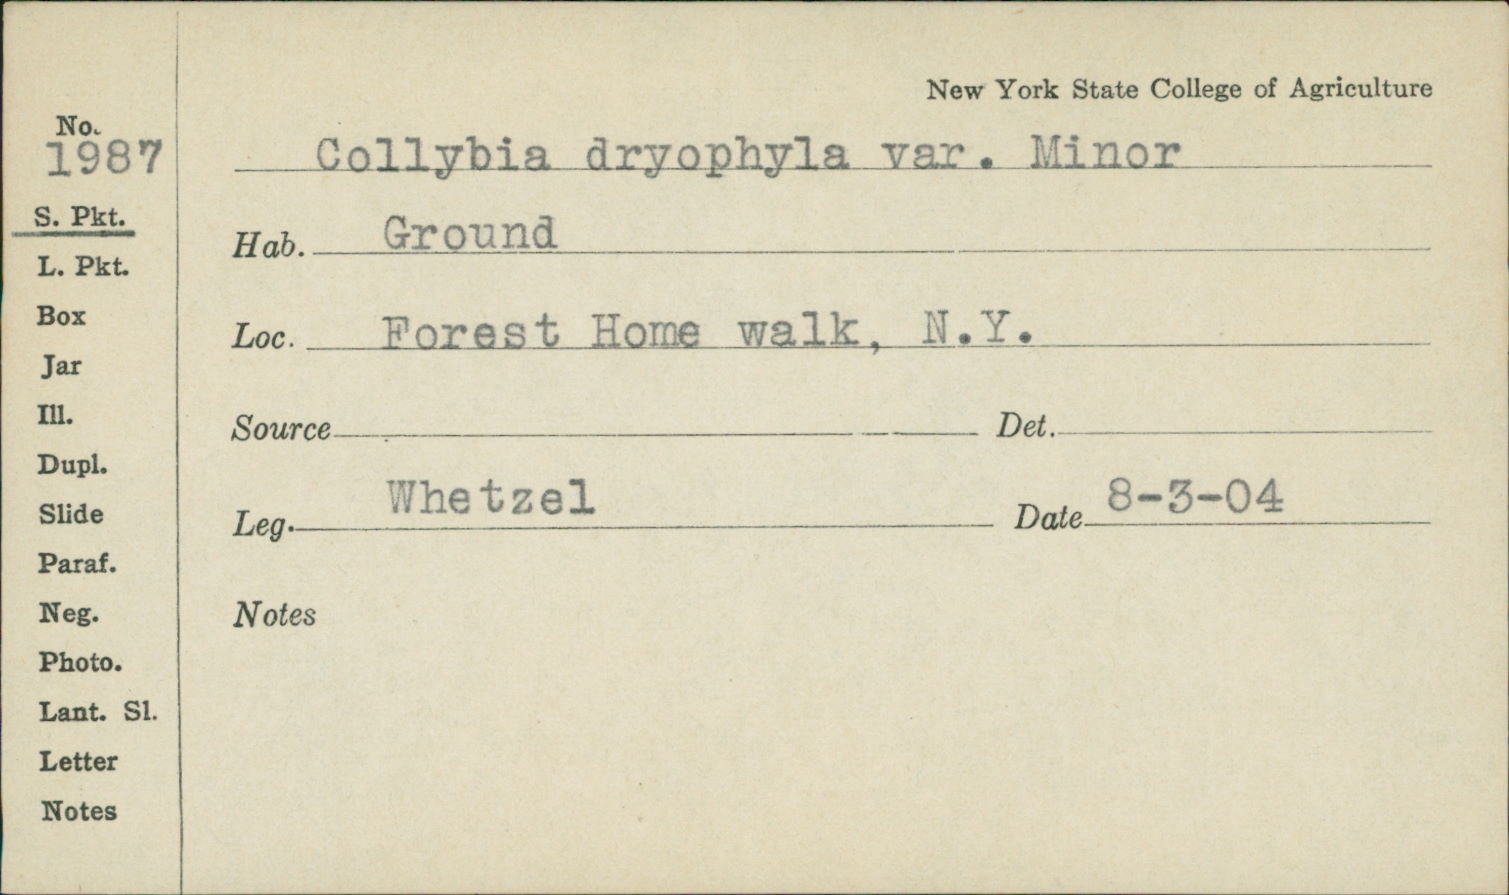 New York State College of Agriculture
No.
1987
Collybia dryophyla var. Minor
S. Pkt.
L. Pkt.
Box
Jar
Ill.
Dupl.
Slide
Paraf.
Neg.
Photo.
Lant. Sl.
Letter
Notes
Hab. Ground
Loc. Forest Home walk, N.Y.
Source Det.
Leg. Whetzel Date 8-3-04
Notes